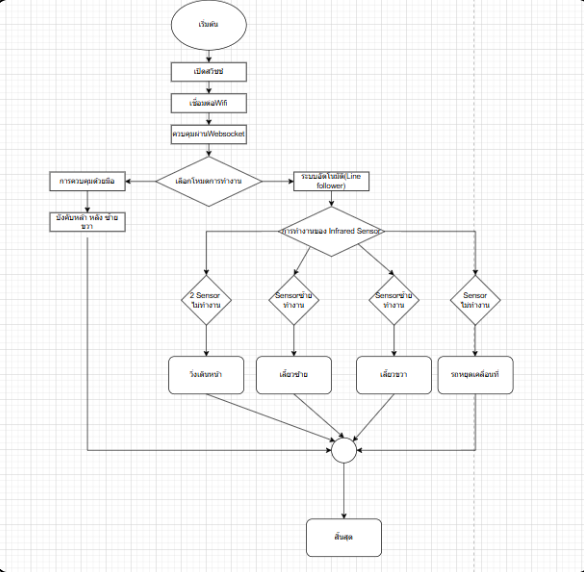 เริ่มต้น
เปิดสวิชช์
เชื่อมต่อWifi
ควบคุมผ่านWebsocket
เลือกโหมดการทำงาน
การควบคุมด้วยมือ
ระบบอัตโนมัติ(Line
follower)
บังคับหน้า หลัง ซ้าย
ขวา
การทำงานของ Infrared Sensor
2 Sensor
ไม่ทำงาน
Sensorซ้าย
ทำงาน
Sensorซ้าย
ทำงาน
Sensor
ไม่ทำงาน
วิ่งเดินหน้า
เลี้ยวซ้าย
เลี้ยวขวา
รถหยุดเคลื่อนที่
สิ้นสุด